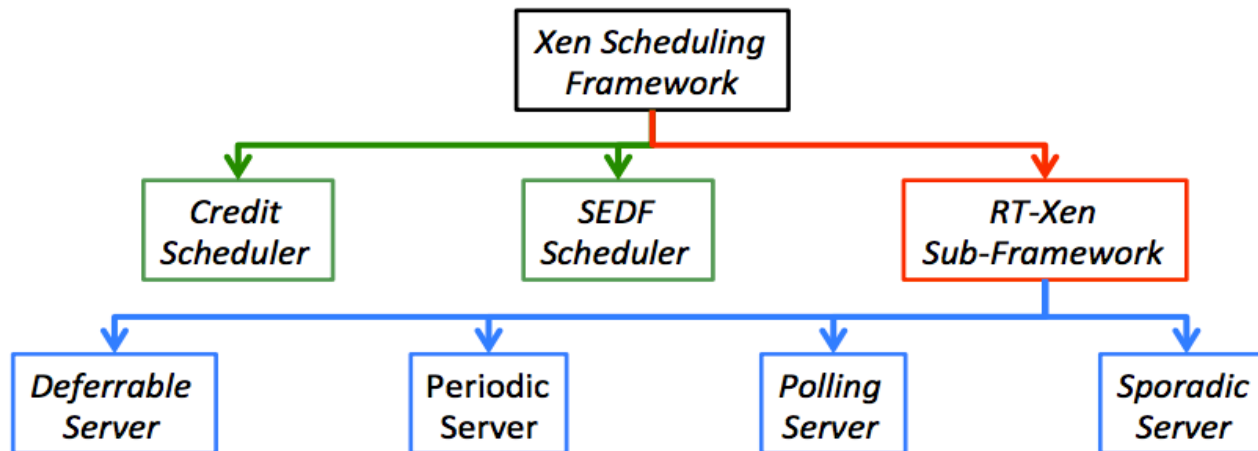 Xen Scheduling
Framework
Credit
Scheduler
SEDF
Scheduler
RT-Xen
Sub-Framework
Deferrable
Server
Periodic
Server
Polling
Server
Sporadic
Server